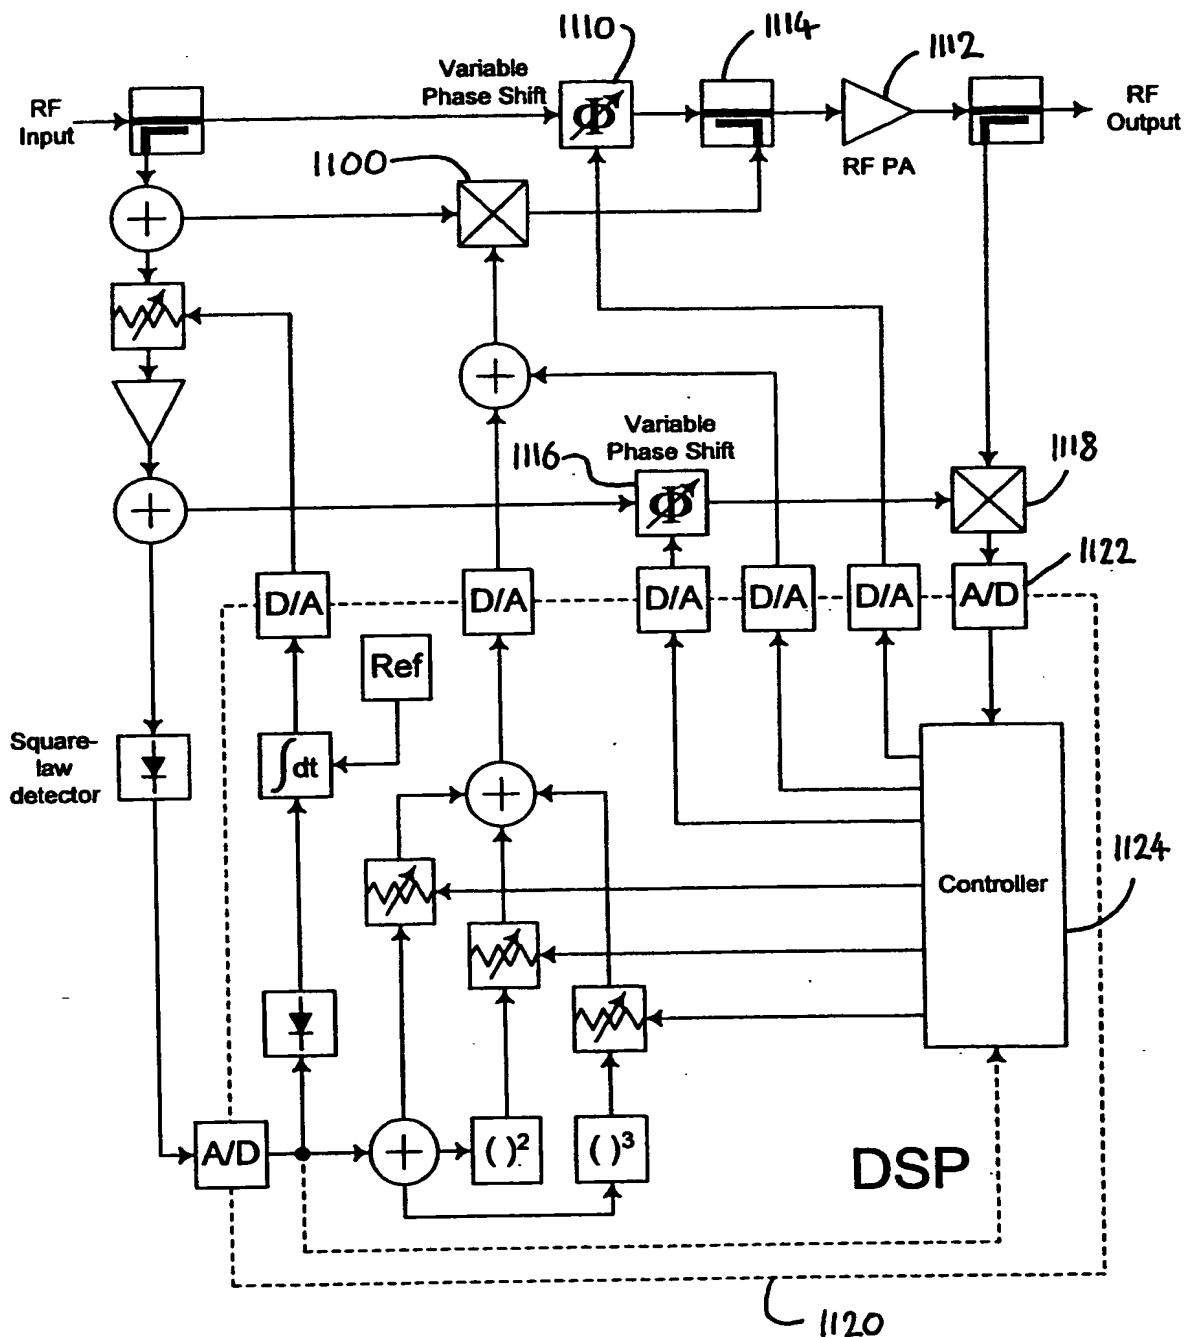 1110
1114
1112
Variable
Phase Shift
RF
Input
Φ
RF
Output
1100
RF PA
Variable
Phase Shift
1116
Φ
1118
1122
D/A
D/A
D/A
D/A
D/A
A/D
Ref
Square-
law
detector
∫dt
1124
Controller
A/D
( )²
( )³
DSP
1120